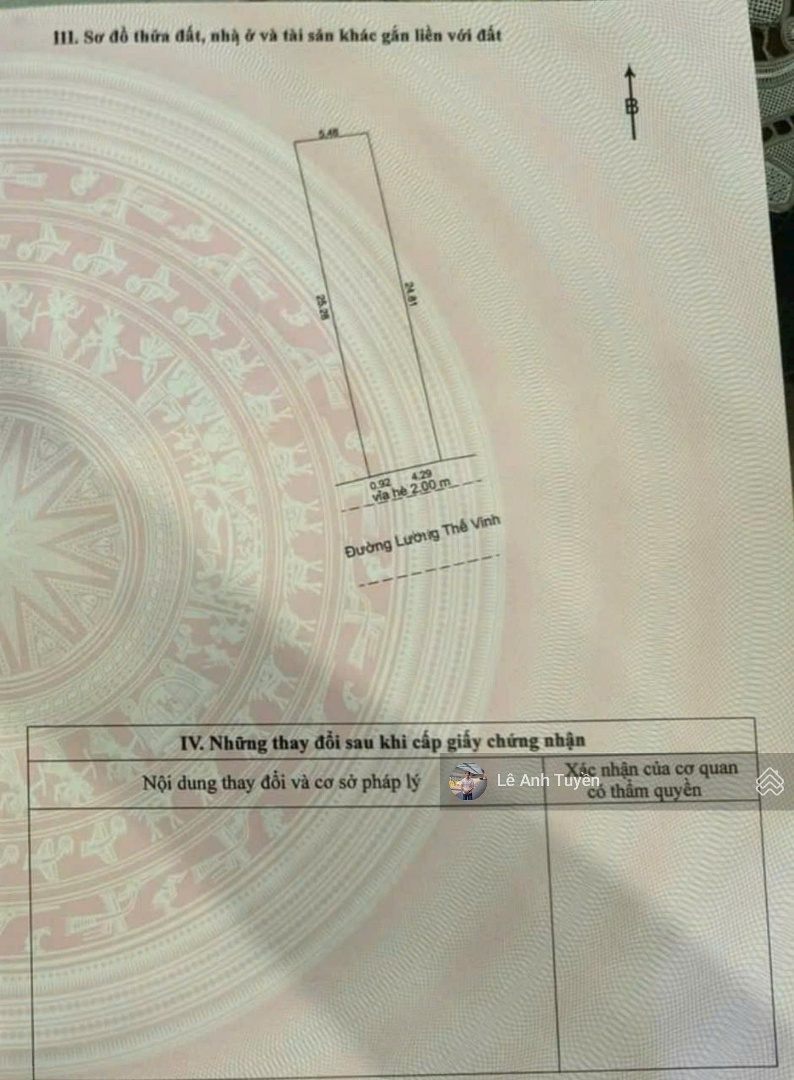 III. Sơ đồ thửa đất, nhà ở và tài sản khác gắn liền với đất
B
5.48
25.28
24.81
0.92 4.29
vỉa hè 2.00 m
Đường Lương Thế Vinh
IV. Những thay đổi sau khi cấp giấy chứng nhận
Nội dung thay đổi và cơ sở pháp lý
Xác nhận của cơ quan
có thẩm quyền
Lê Anh Tuyền